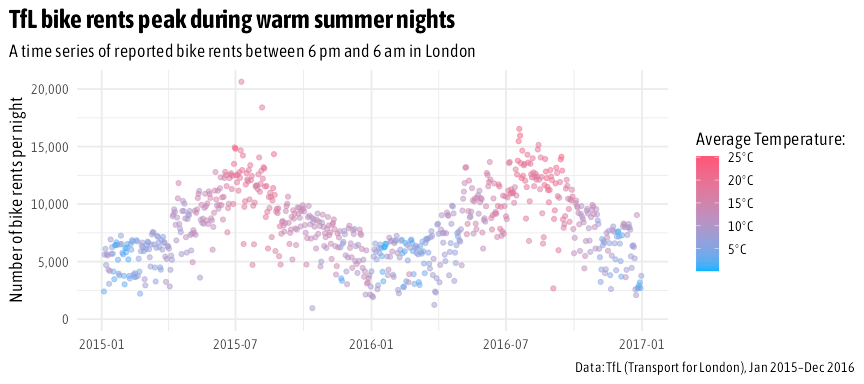 TfL bike rents peak during warm summer nights
A time series of reported bike rents between 6 pm and 6 am in London
Number of bike rents per night
20,000
15,000
10,000
5,000
0
2015-01
2015-07
2016-01
2016-07
2017-01
Average Temperature:
25°C
20°C
15°C
10°C
5°C
Data: TfL (Transport for London), Jan 2015–Dec 2016